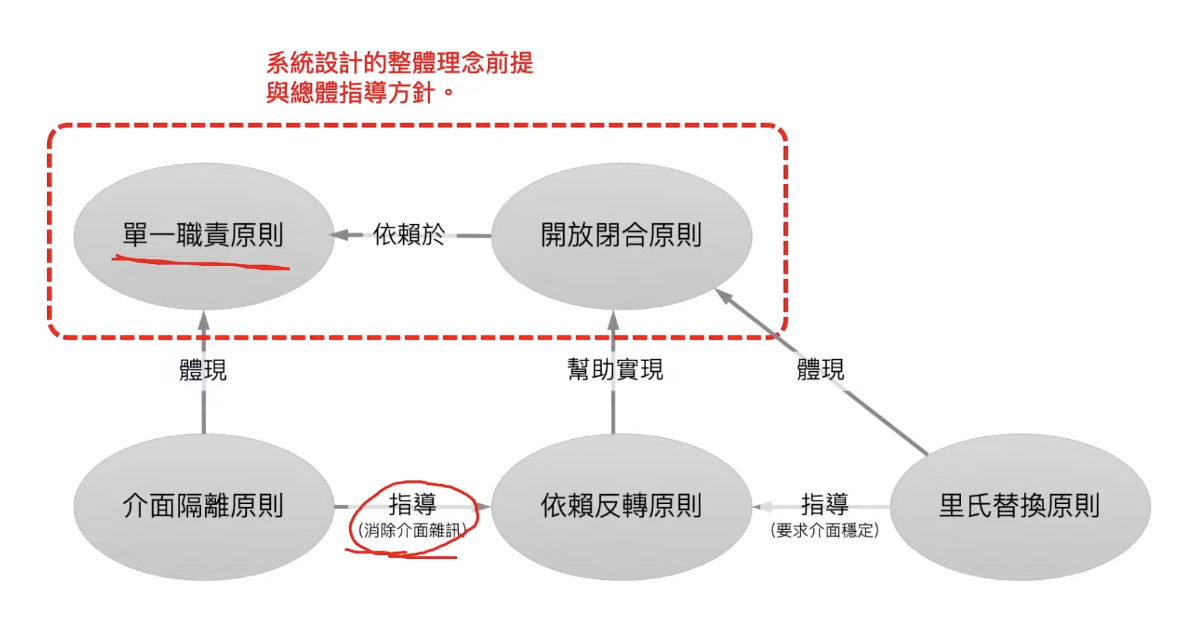 系統設計的整體理念前提
與總體指導方針。
單一職責原則
依賴於
開放閉合原則
體現
幫助實現
體現
介面隔離原則
指導
(消除介面雜訊)
依賴反轉原則
指導
(要求介面穩定)
里氏替換原則